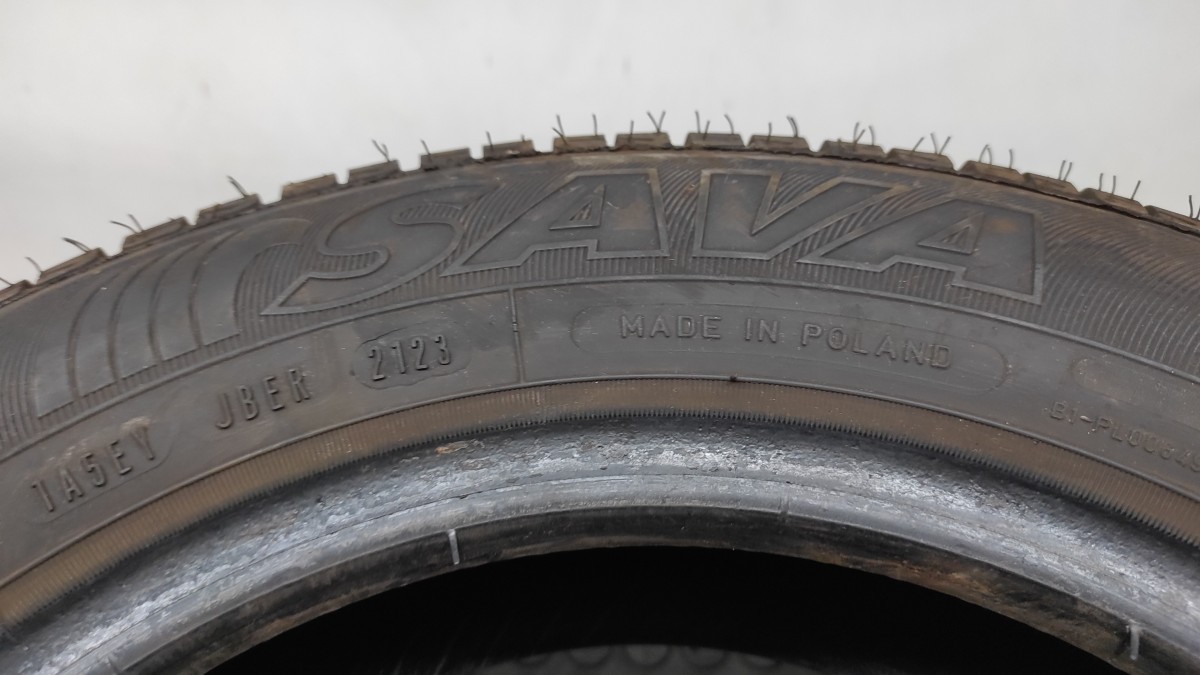 SAVA
MADE IN POLAND
1A5EY JBER 2123